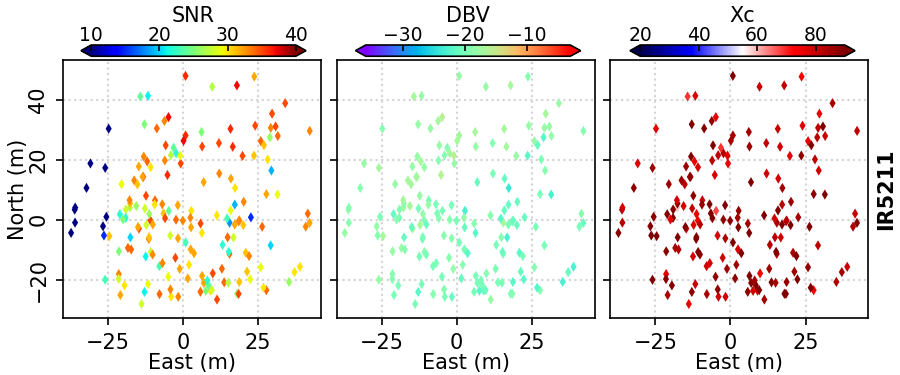 SNR DBV Xc
10 20 30 40 −30 −20 −10 20 40 60 80
40
20
0
−20
North (m)
−25 0 25 −25 0 25 −25 0 25
East (m) East (m) East (m)
IR5211